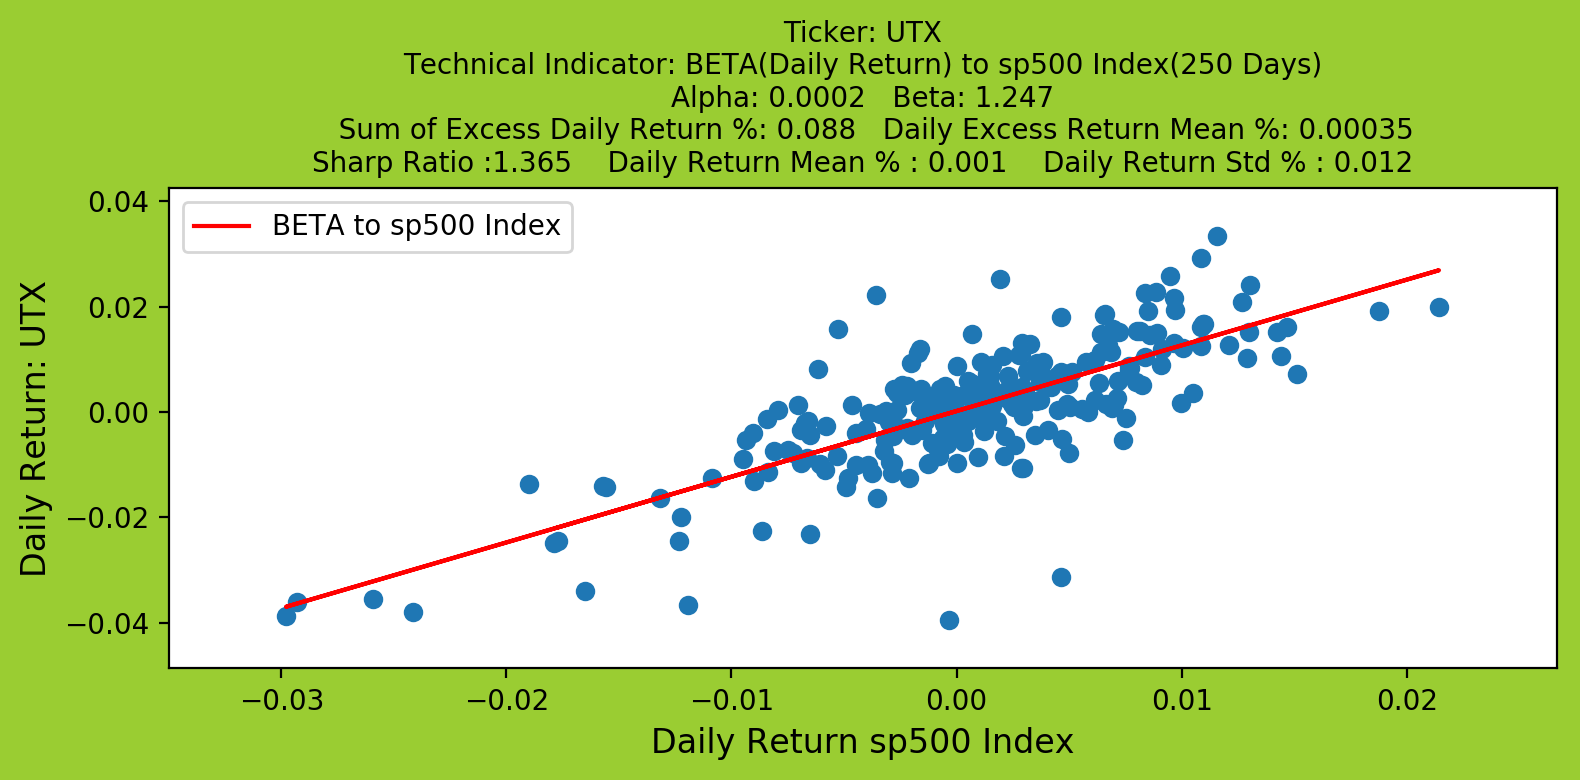 Ticker: UTX
Technical Indicator: BETA(Daily Return) to sp500 Index(250 Days)
Alpha: 0.0002 Beta: 1.247
Sum of Excess Daily Return %: 0.088 Daily Excess Return Mean %: 0.00035
Sharp Ratio :1.365 Daily Return Mean % : 0.001 Daily Return Std % : 0.012
BETA to sp500 Index
Daily Return: UTX
0.04
0.02
0.00
−0.02
−0.04
−0.03 −0.02 −0.01 0.00 0.01 0.02
Daily Return sp500 Index